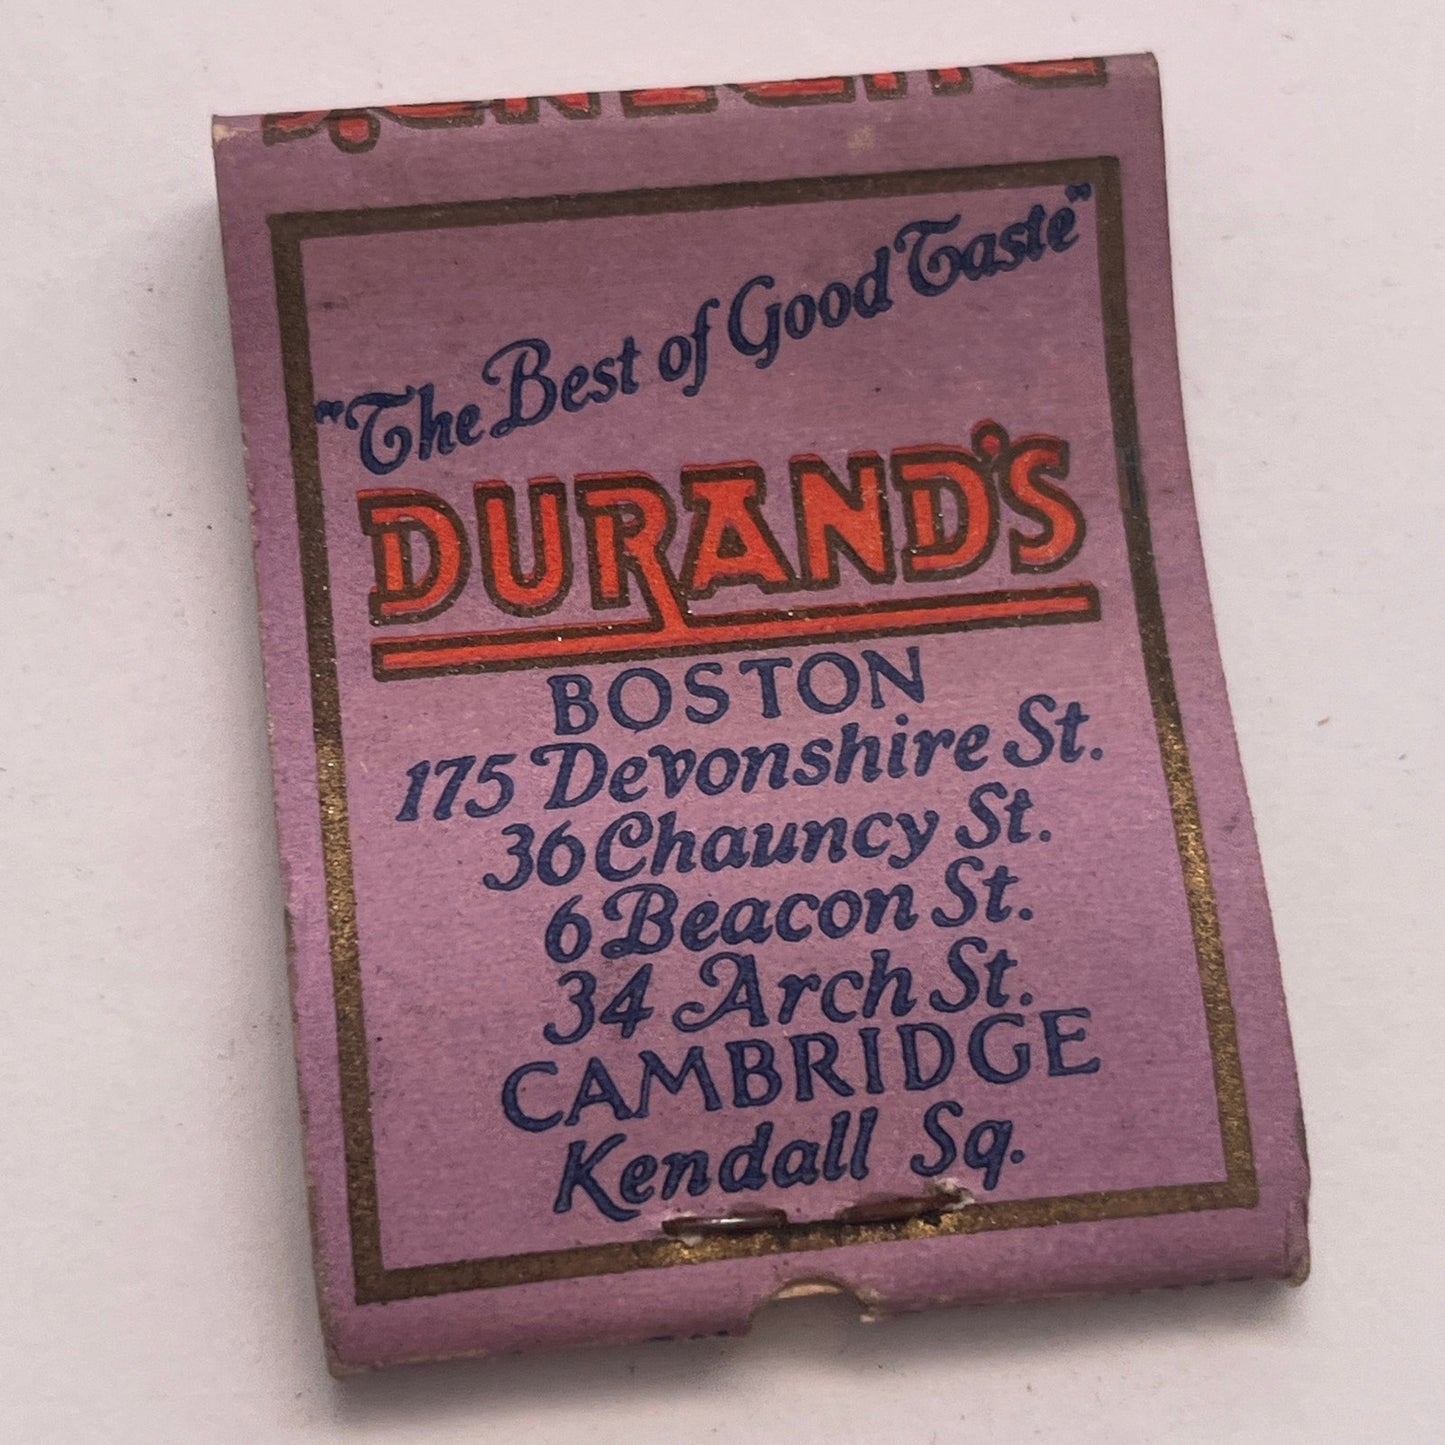 DURAND'S
"The Best of Good Taste"
DURAND'S
BOSTON
175 Devonshire St.
36 Chauncy St.
6 Beacon St.
34 Arch St.
CAMBRIDGE
Kendall Sq.